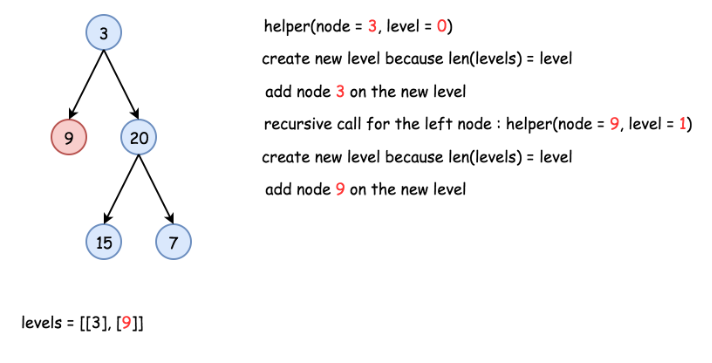 3
helper(node = 3, level = 0)
create new level because len(levels) = level
add node 3 on the new level
9
20
recursive call for the left node : helper(node = 9, level = 1)
create new level because len(levels) = level
add node 9 on the new level
15
7
levels = [[3], [9]]